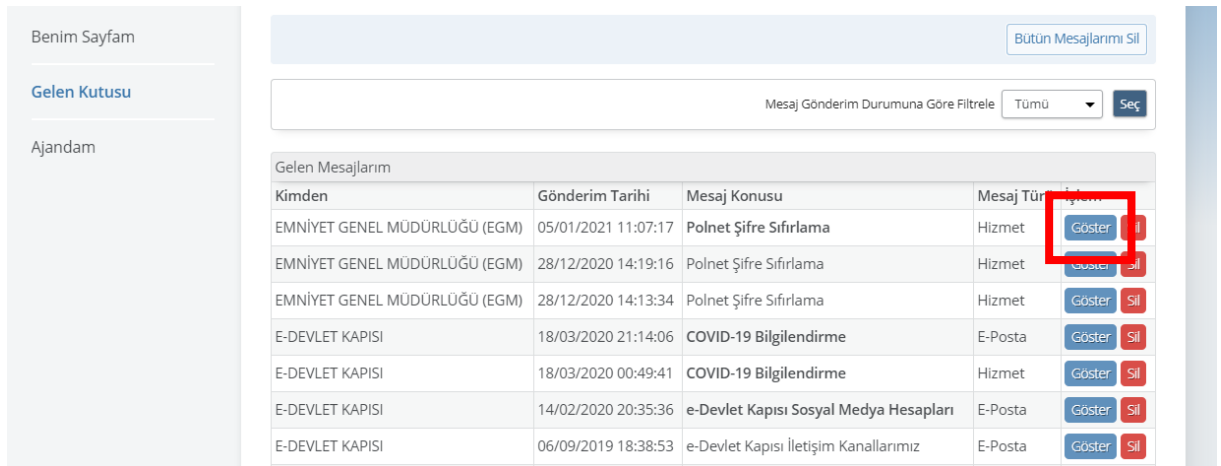 Benim Sayfam
Bütün Mesajlarımı Sil
Gelen Kutusu
Mesaj Gönderim Durumuna Göre Filtrele Tümü Seç
Ajandam
Gelen Mesajlarım
Kimden Gönderim Tarihi Mesaj Konusu Mesaj Türü İşlem
EMNİYET GENEL MÜDÜRLÜĞÜ (EGM) 05/01/2021 11:07:17 Polnet Şifre Sıfırlama Hizmet Göster Sil
EMNİYET GENEL MÜDÜRLÜĞÜ (EGM) 28/12/2020 14:19:16 Polnet Şifre Sıfırlama Hizmet Göster Sil
EMNİYET GENEL MÜDÜRLÜĞÜ (EGM) 28/12/2020 14:13:34 Polnet Şifre Sıfırlama Hizmet Göster Sil
E-DEVLET KAPISI 18/03/2020 21:14:06 COVID-19 Bilgilendirme E-Posta Göster Sil
E-DEVLET KAPISI 18/03/2020 00:49:41 COVID-19 Bilgilendirme Hizmet Göster Sil
E-DEVLET KAPISI 14/02/2020 20:35:36 e-Devlet Kapısı Sosyal Medya Hesapları E-Posta Göster Sil
E-DEVLET KAPISI 06/09/2019 18:38:53 e-Devlet Kapısı İletişim Kanallarımız E-Posta Göster Sil